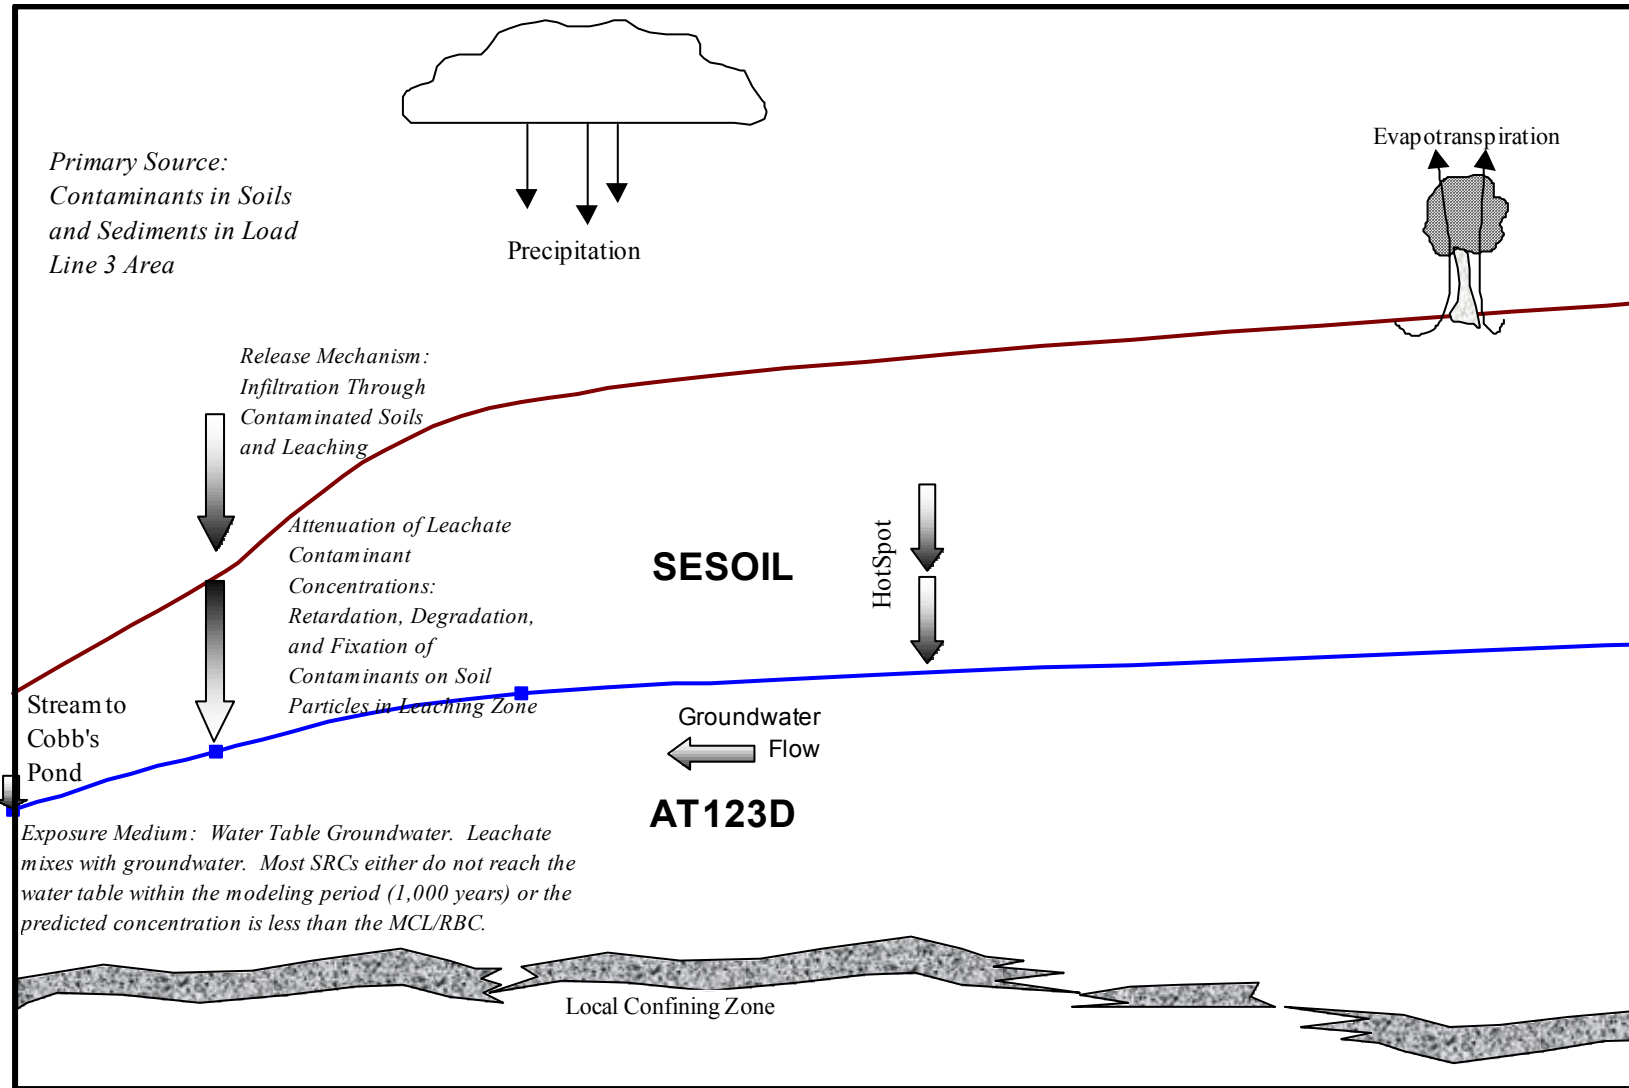 Evapotranspiration
Primary Source:
Contaminants in Soils
and Sediments in Load
Line 3 Area
Precipitation
Release Mechanism:
Infiltration Through
Contaminated Soils
and Leaching
Attenuation of Leachate
Contaminant
Concentrations:
Retardation, Degradation,
and Fixation of
Contaminants on Soil
Particles in Leaching Zone
SESOIL
HotSpot
Stream to
Cobb's
Pond
Groundwater
Flow
AT123D
Exposure Medium:  Water Table Groundwater.  Leachate
mixes with groundwater.  Most SRCs either do not reach the
water table within the modeling period (1,000 years) or the
predicted concentration is less than the MCL/RBC.
Local Confining Zone